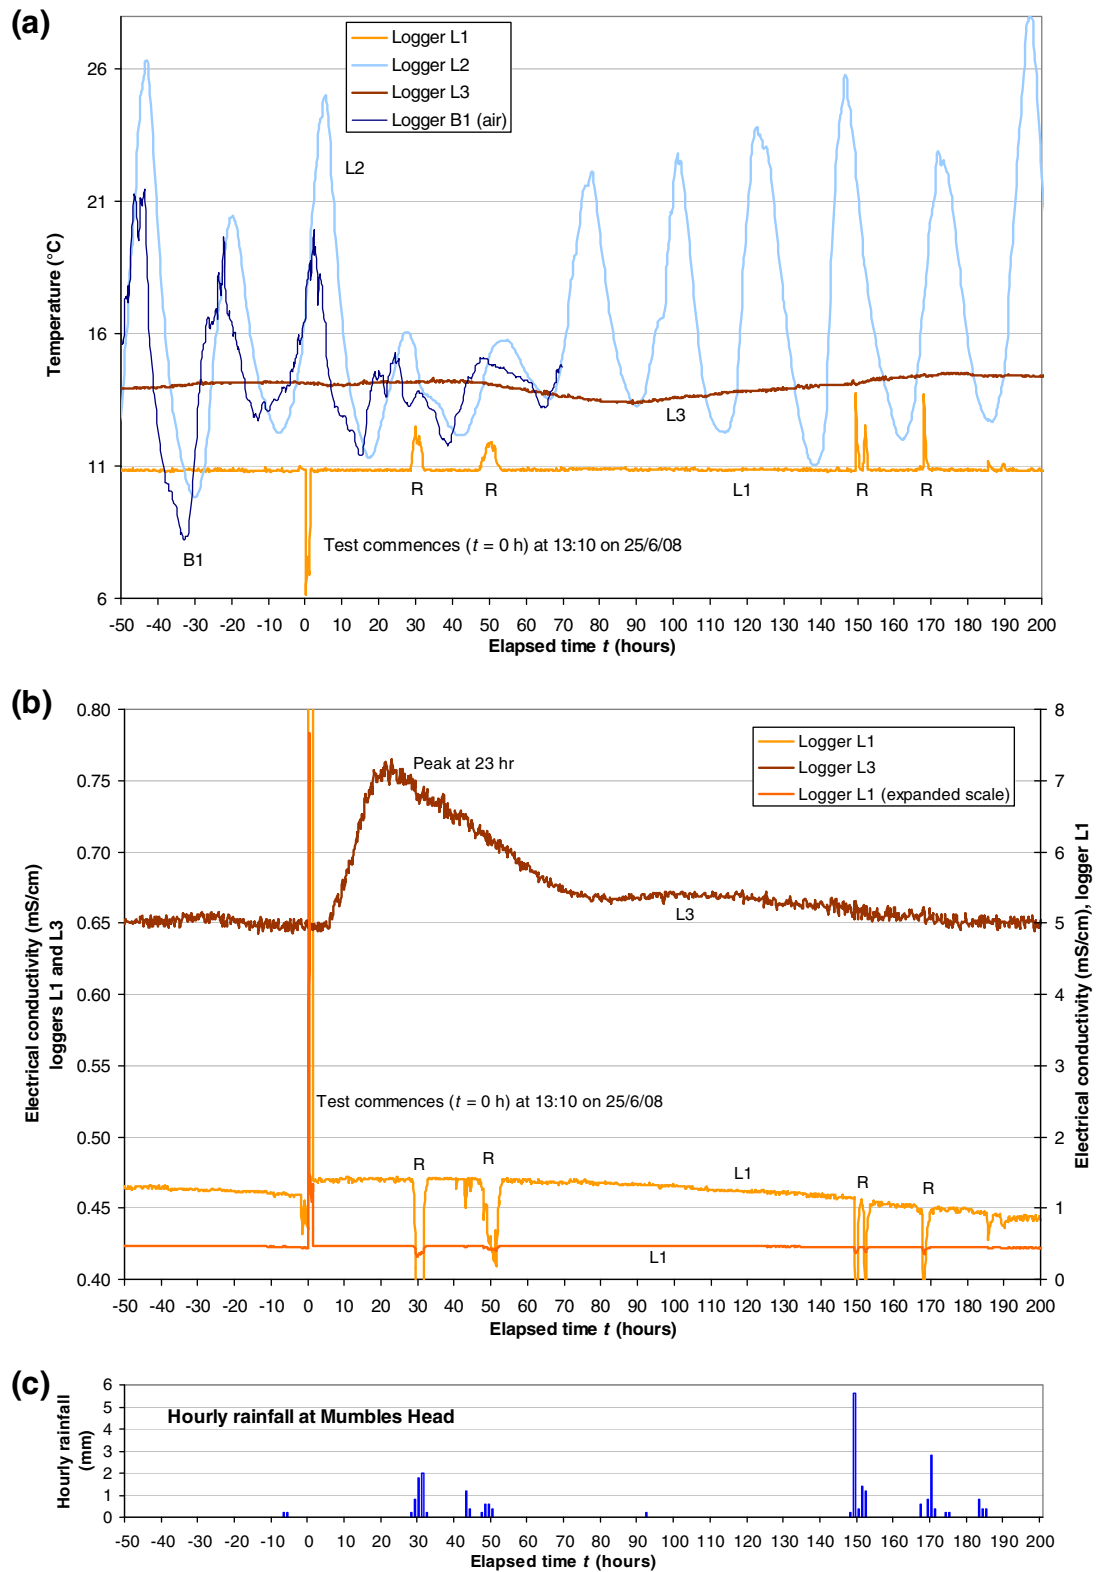 (a)
Logger L1
Logger L2
Logger L3
Logger B1 (air)
26
21
16
11
6
Temperature (°C)
L2
L3
R
R
L1
R
R
B1
Test commences (t = 0 h) at 13:10 on 25/6/08
-50 -40 -30 -20 -10 0 10 20 30 40 50 60 70 80 90 100 110 120 130 140 150 160 170 180 190 200
Elapsed time t (hours)
(b)
0.80
0.75
0.70
0.65
0.60
0.55
0.50
0.45
0.40
Electrical conductivity (mS/cm)
loggers L1 and L3
8
7
6
5
4
3
2
1
0
Electrical conductivity (mS/cm), logger L1
Logger L1
Logger L3
Logger L1 (expanded scale)
Peak at 23 hr
L3
Test commences (t = 0 h) at 13:10 on 25/6/08
R
R
L1
R
R
L1
-50 -40 -30 -20 -10 0 10 20 30 40 50 60 70 80 90 100 110 120 130 140 150 160 170 180 190 200
Elapsed time t (hours)
(c)
6
5
4
3
2
1
0
Hourly rainfall
(mm)
Hourly rainfall at Mumbles Head
-50 -40 -30 -20 -10 0 10 20 30 40 50 60 70 80 90 100 110 120 130 140 150 160 170 180 190 200
Elapsed time t (hours)